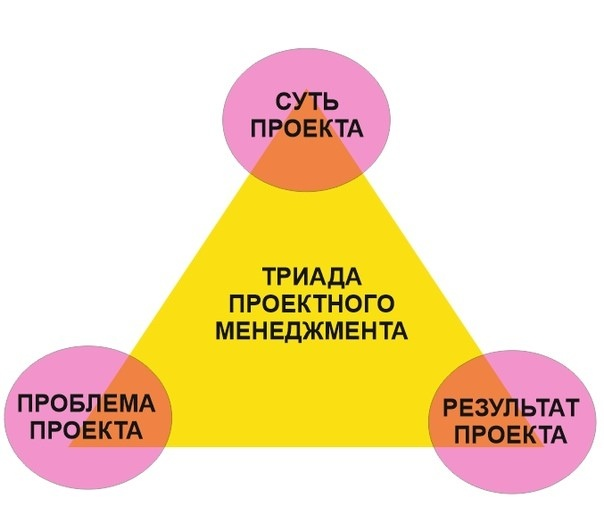 СУТЬ
ПРОЕКТА
ТРИАДА
ПРОЕКТНОГО
МЕНЕДЖМЕНТА
ПРОБЛЕМА
ПРОЕКТА
РЕЗУЛЬТАТ
ПРОЕКТА